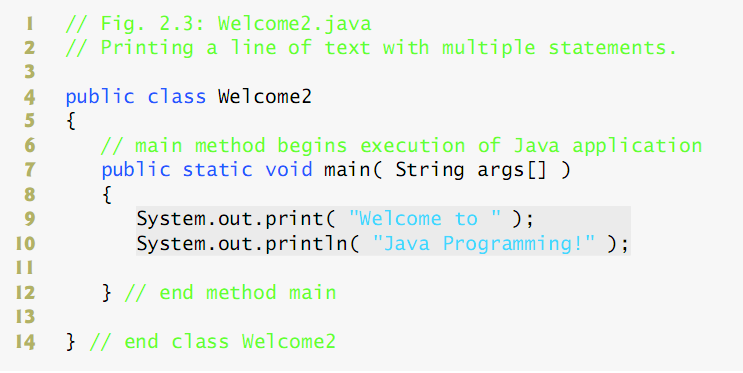 1 // Fig. 2.3: Welcome2.java
2 // Printing a line of text with multiple statements.
3
4 public class Welcome2
5 {
6 // main method begins execution of Java application
7 public static void main( String args[] )
8 {
9 System.out.print( "Welcome to " );
10 System.out.println( "Java Programming!" );
11
12 } // end method main
13
14 } // end class Welcome2